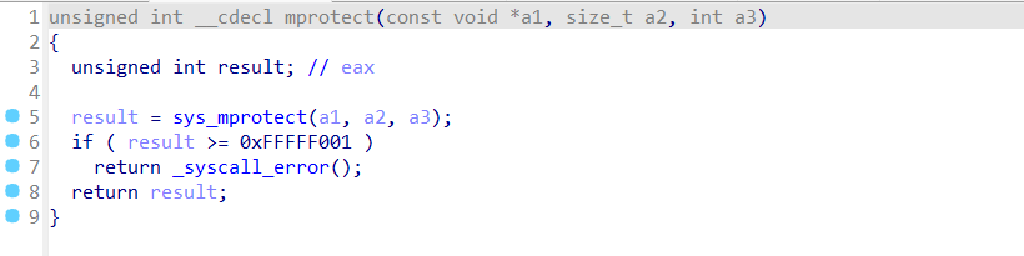 1 unsigned int __cdecl mprotect(const void *a1, size_t a2, int a3)
2 {
3   unsigned int result; // eax
4
5   result = sys_mprotect(a1, a2, a3);
6   if ( result >= 0xFFFFF001 )
7     return _syscall_error();
8   return result;
9 }